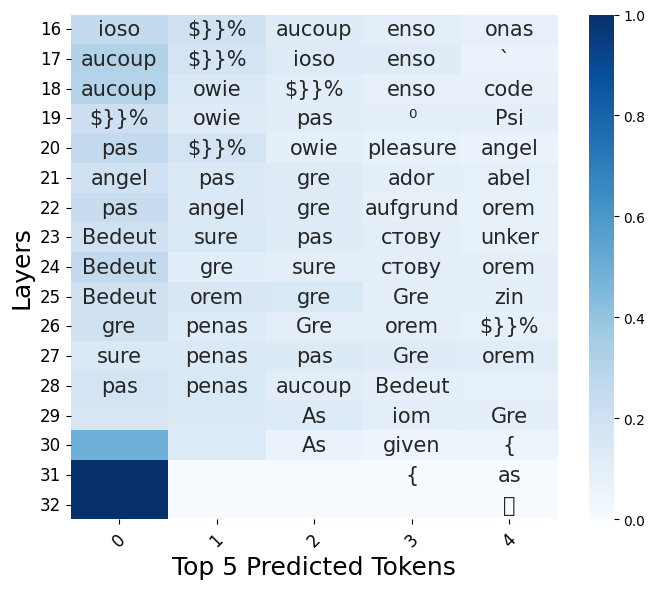 16 ioso $}}% aucoup enso onas 1.0
17 aucoup $}}% ioso enso `
18 aucoup owie $}}% enso code
19 $}}% owie pas ⁰ Psi 0.8
20 pas $}}% owie pleasure angel
21 angel pas gre ador abel
22 pas angel gre aufgrund orem 0.6
23 Bedeut sure pas стову unker
Layers
24 Bedeut gre sure стову orem
25 Bedeut orem gre Gre zin
26 gre penas Gre orem $}}% 0.4
27 sure penas pas Gre orem
28 pas penas aucoup Bedeut
29 As iom Gre 0.2
30 As given {
31 { as
32 0.0
0 1 2 3 4
Top 5 Predicted Tokens